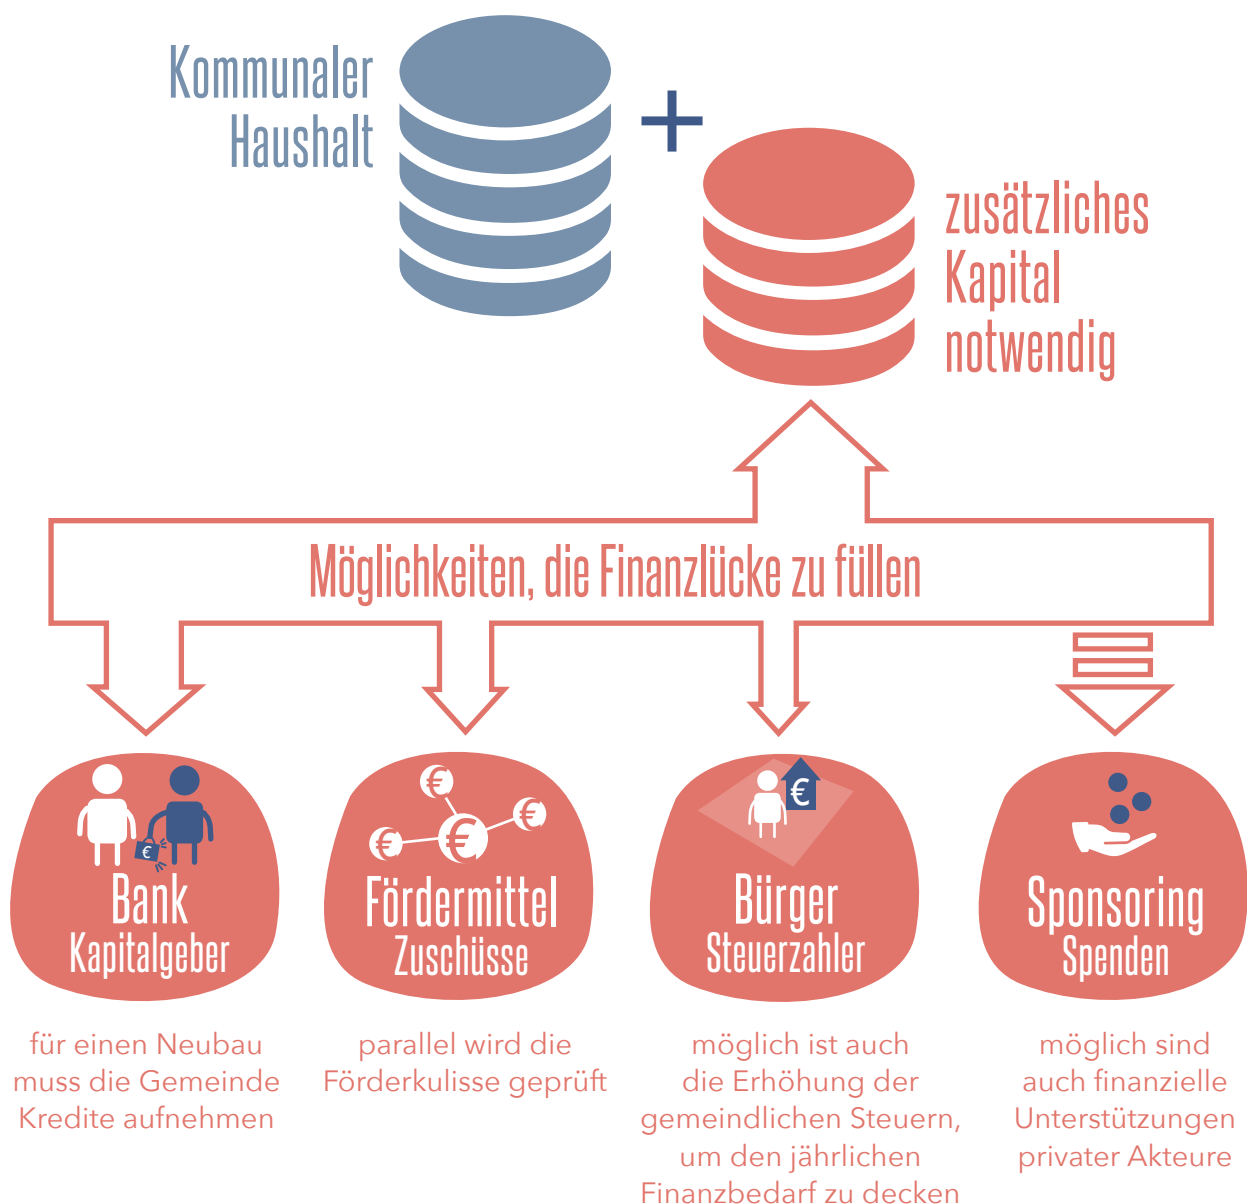 Kommunaler
Haushalt
+
zusätzliches
Kapital
notwendig
Möglichkeiten, die Finanzlücke zu füllen
€
Bank
Kapitalgeber
für einen Neubau
muss die Gemeinde
Kredite aufnehmen
€
€
€
€
Fördermittel
Zuschüsse
parallel wird die
Förderkulisse geprüft
€
Bürger
Steuerzahler
möglich ist auch
die Erhöhung der
gemeindlichen Steuern,
um den jährlichen
Finanzbedarf zu decken
Sponsoring
Spenden
möglich sind
auch finanzielle
Unterstützungen
privater Akteure